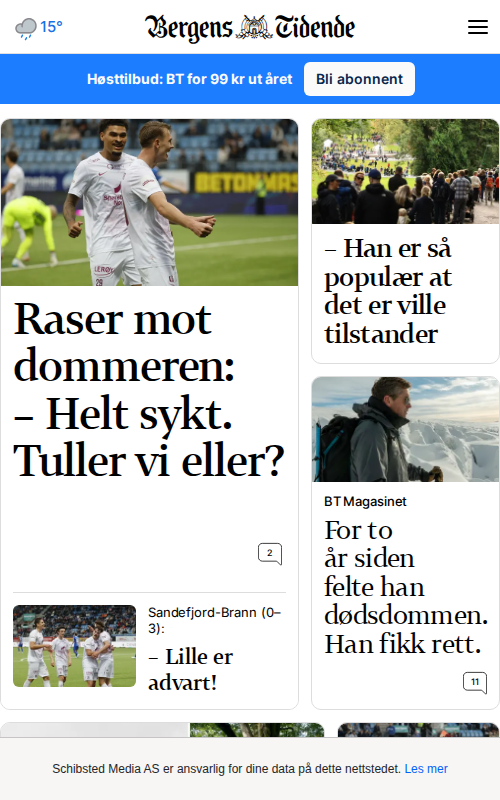 15°
Bergens Tidende
Høsttilbud: BT for 99 kr ut året
Bli abonnent
BETONMAS
LERØY
28
Raser mot
dommeren:
– Helt sykt.
Tuller vi eller?
2
Sandefjord-Brann (0–
3):
– Lille er
advart!
– Han er så
populær at
det er ville
tilstander
BT Magasinet
For to
år siden
felte han
dødsdommen.
Han fikk rett.
11
Schibsted Media AS er ansvarlig for dine data på dette nettstedet. Les mer